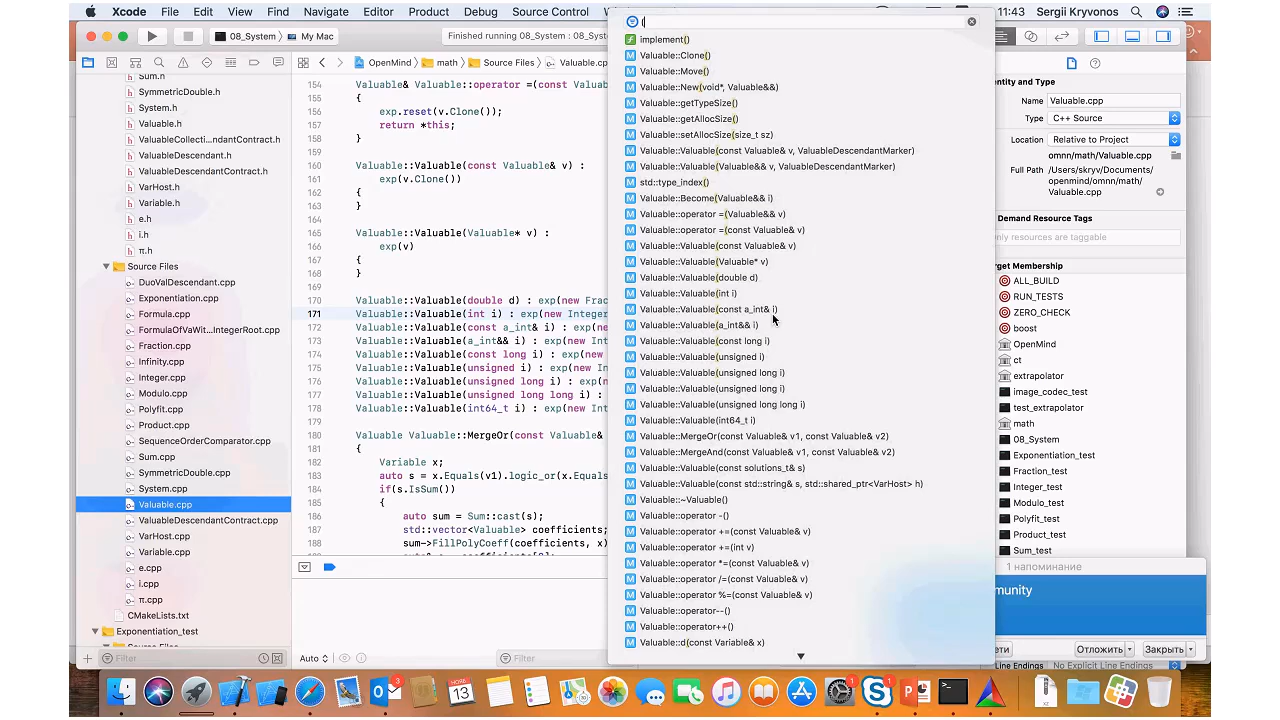 Xcode File Edit View Find Navigate Editor Product Debug Source Control
11:43 Sergii Kryvonos
08_System My Mac
Finished running 08_System : 08_Syste
Sum.h
SymmetricDouble.h
System.h
Valuable.h
ValuableCollecti...ndantContract.h
ValuableDescendant.h
ValuableDescendantContract.h
VarHost.h
Variable.h
e.h
i.h
π.h
Source Files
DuoValDescendant.cpp
Exponentiation.cpp
Formula.cpp
FormulaOfVaWit...IntegerRoot.cpp
Fraction.cpp
Infinity.cpp
Integer.cpp
Modulo.cpp
Polyfit.cpp
Product.cpp
SequenceOrderComparator.cpp
Sum.cpp
SymmetricDouble.cpp
System.cpp
Valuable.cpp
ValuableDescendantContract.cpp
VarHost.cpp
Variable.cpp
e.cpp
i.cpp
π.cpp
CMakeLists.txt
Exponentiation_test
Filter
OpenMind math Source Files Valuable.cp
154 Valuable& Valuable::operator =(const Valuab
155 {
156 exp.reset(v.Clone());
157 return *this;
158 }
160 Valuable::Valuable(const Valuable& v) :
161 exp(v.Clone())
162 {
163 }
165 Valuable::Valuable(Valuable* v) :
166 exp(v)
167 {
168 }
170 Valuable::Valuable(double d) : exp(new Frac
171 Valuable::Valuable(int i) : exp(new Integer
172 Valuable::Valuable(const a_int& i) : exp(ne
173 Valuable::Valuable(a_int&& i) : exp(new Int
174 Valuable::Valuable(const long i) : exp(new
175 Valuable::Valuable(unsigned i) : exp(new In
176 Valuable::Valuable(unsigned long i) : exp(n
177 Valuable::Valuable(unsigned long long i) :
178 Valuable::Valuable(int64_t i) : exp(new Int
180 Valuable Valuable::MergeOr(const Valuable&
181 {
182 Variable x;
183 auto s = x.Equals(v1).logic_or(x.Equals
184 if(s.IsSum())
185 {
186 auto sum = Sum::cast(s);
187 std::vector<Valuable> coefficients;
188 sum->FillPolyCoeff(coefficients, x)
Auto
Filter
(
implement()
Valuable::Clone()
Valuable::Move()
Valuable::New(void*, Valuable&&)
Valuable::getTypeSize()
Valuable::getAllocSize()
Valuable::setAllocSize(size_t sz)
Valuable::Valuable(const Valuable& v, ValuableDescendantMarker)
Valuable::Valuable(Valuable&& v, ValuableDescendantMarker)
std::type_index()
Valuable::Become(Valuable&& i)
Valuable::operator =(Valuable&& v)
Valuable::operator =(const Valuable& v)
Valuable::Valuable(const Valuable& v)
Valuable::Valuable(Valuable* v)
Valuable::Valuable(double d)
Valuable::Valuable(int i)
Valuable::Valuable(const a_int& i)
Valuable::Valuable(a_int&& i)
Valuable::Valuable(const long i)
Valuable::Valuable(unsigned i)
Valuable::Valuable(unsigned long i)
Valuable::Valuable(unsigned long i)
Valuable::Valuable(unsigned long long i)
Valuable::Valuable(int64_t i)
Valuable::MergeOr(const Valuable& v1, const Valuable& v2)
Valuable::MergeAnd(const Valuable& v1, const Valuable& v2)
Valuable::Valuable(const solutions_t& s)
Valuable::Valuable(const std::string& s, std::shared_ptr<VarHost> h)
Valuable::~Valuable()
Valuable::operator -()
Valuable::operator +=(const Valuable& v)
Valuable::operator +=(int v)
Valuable::operator *=(const Valuable& v)
Valuable::operator /=(const Valuable& v)
Valuable::operator %=(const Valuable& v)
Valuable::operator--()
Valuable::operator++()
Valuable::d(const Variable& x)
entity and Type
Name Valuable.cpp
Type C++ Source
Location Relative to Project
omnn/math/Valuable.cpp
Full Path /Users/skryv/Documents/
openmind/omnn/math/
Valuable.cpp
Demand Resource Tags
nly resources are taggable
rget Membership
ALL_BUILD
RUN_TESTS
ZERO_CHECK
boost
OpenMind
ct
extrapolator
image_codec_test
test_extrapolator
math
08_System
Exponentiation_test
Fraction_test
Integer_test
Modulo_test
Polyfit_test
Product_test
Sum_test
1 напоминание
munity
ети Отложить Закрыть
Line Endings No Explicit Line Endings
НОЯБ.
13
3
1
1